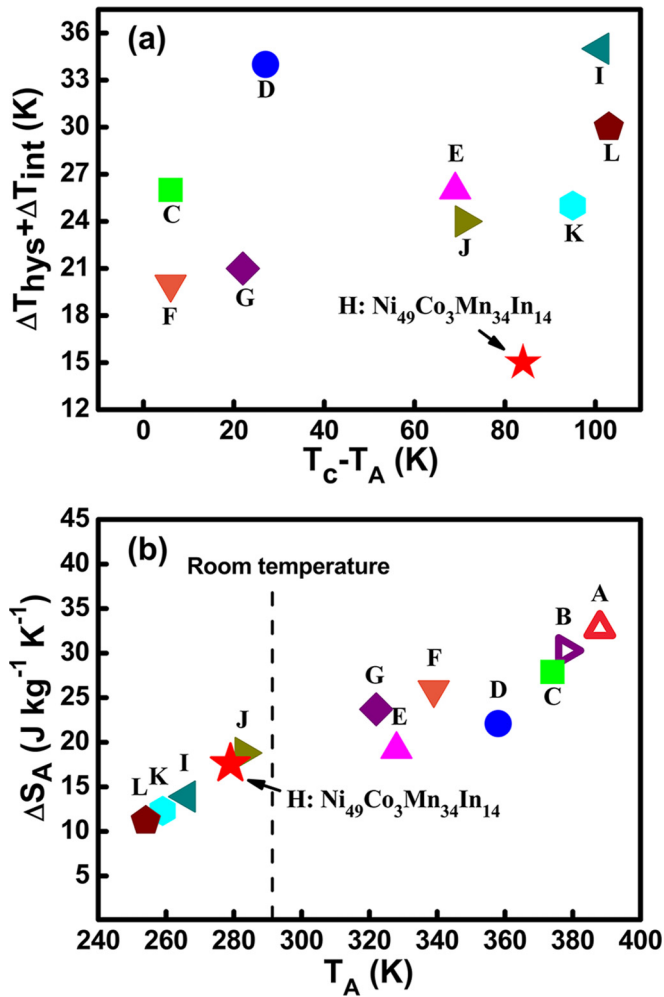 (a)
36
33
30
27
24
21
18
15
12
ΔThys+ΔTint (K)
D
I
L
E
C
J
K
G
F
H: Ni49Co3Mn34In14
0 20 40 60 80 100
Tc-TA (K)
(b)
45
40
35
30
25
20
15
10
5
ΔSA (J kg-1 K-1)
Room temperature
A
B
C
F
G
D
E
J
I
K
L
H: Ni49Co3Mn34In14
240 260 280 300 320 340 360 380 400
TA (K)